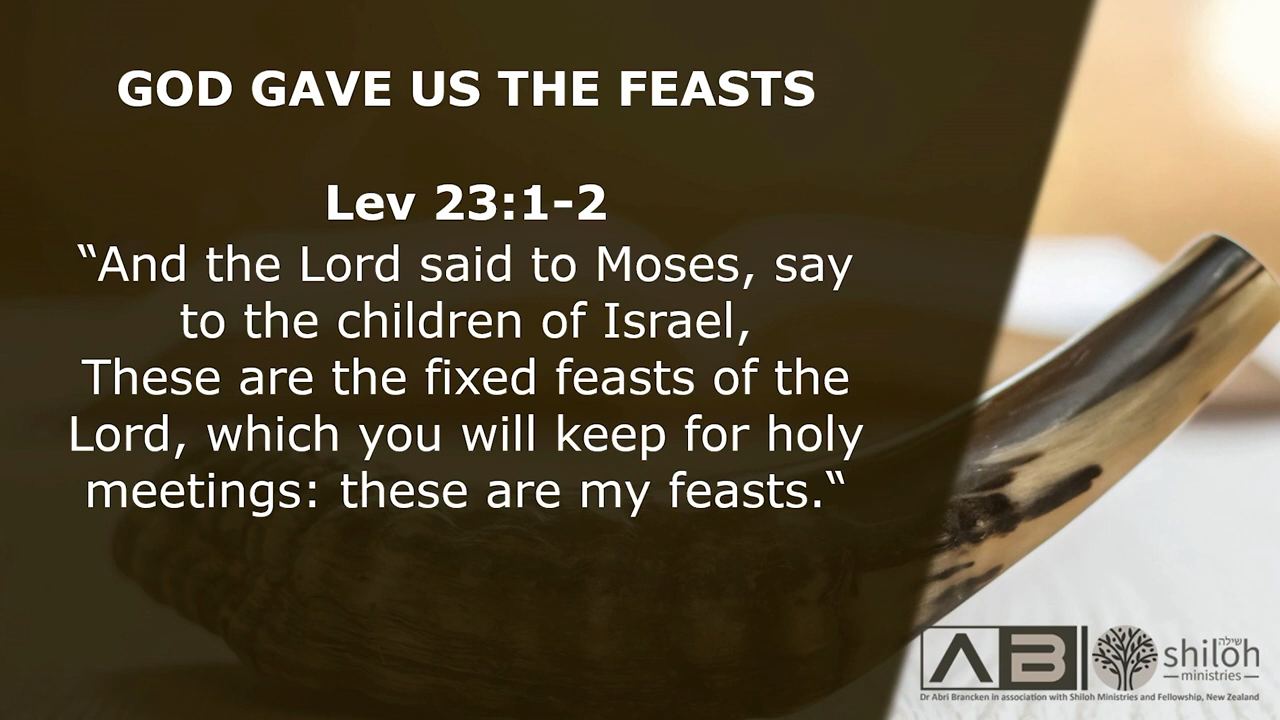 GOD GAVE US THE FEASTS
Lev 23:1-2
“And the Lord said to Moses, say
to the children of Israel,
These are the fixed feasts of the
Lord, which you will keep for holy
meetings: these are my feasts.“
AB
שילה
shiloh
ministries
Dr Abri Brancken in association with Shiloh Ministries and Fellowship, New Zealand